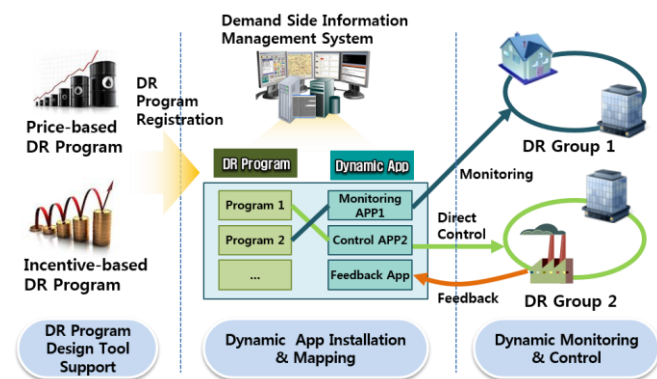 Demand Side Information
Management System
DR
Program
Registration
Price-based
DR Program
Incentive-based
DR Program
DR Program
Design Tool
Support
DR Program
Dynamic App
Program 1
Monitoring
APP1
Program 2
Control APP2
...
Feedback App
Dynamic App Installation
& Mapping
Monitoring
Direct
Control
Feedback
DR Group 1
DR Group 2
Dynamic Monitoring
& Control